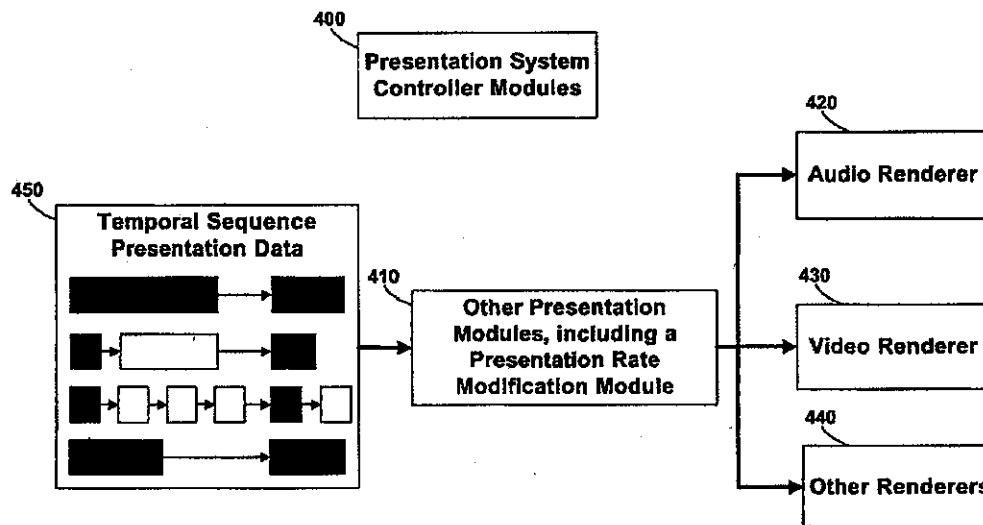 400
Presentation System
Controller Modules
420
Audio Renderer
450
Temporal Sequence
Presentation Data
410
Other Presentation
Modules, including a
Presentation Rate
Modification Module
430
Video Renderer
440
Other Renderers